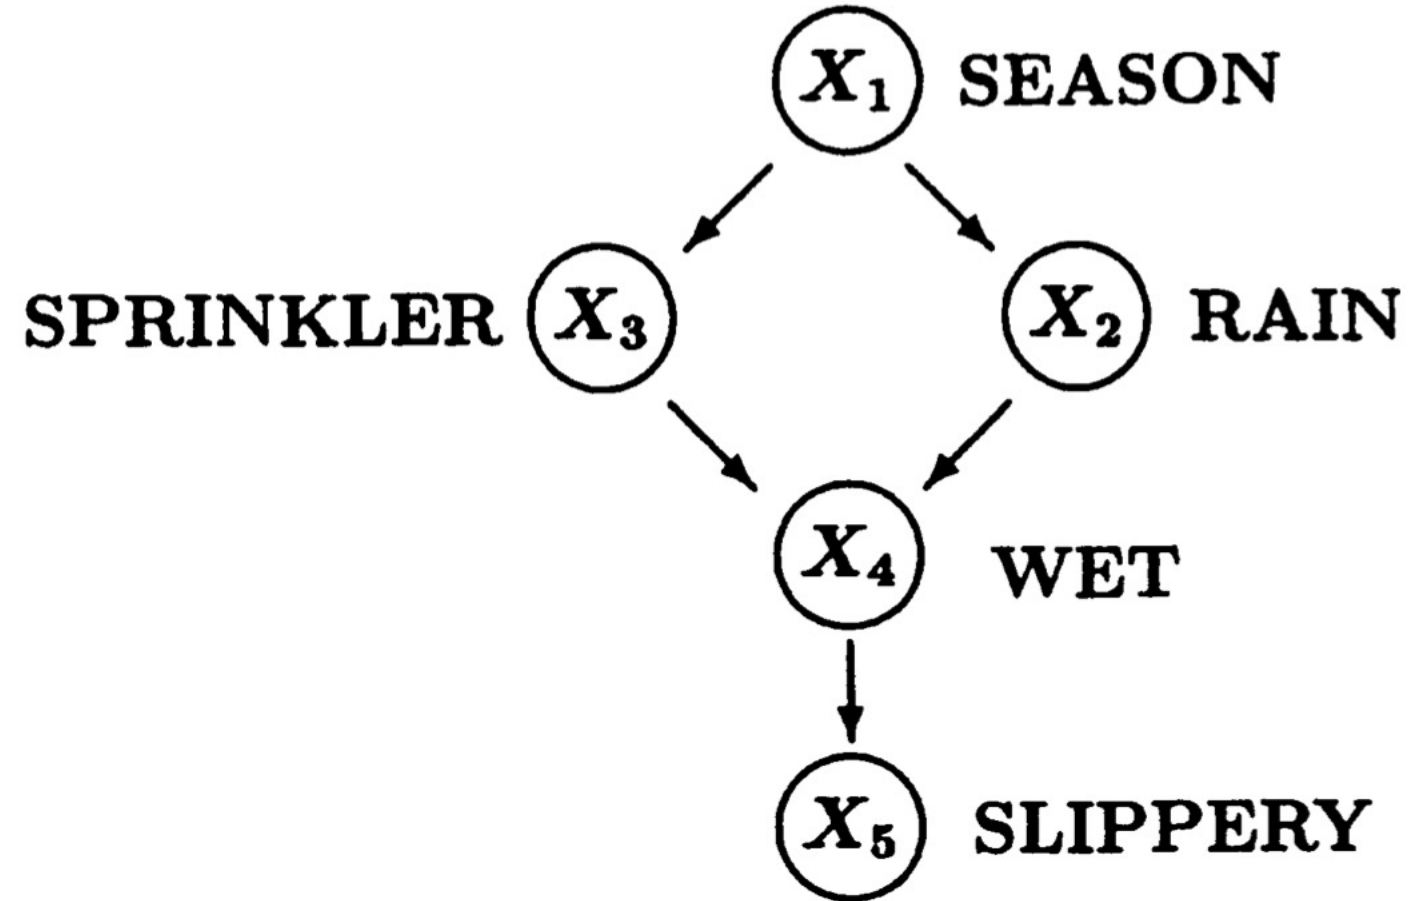 X₁ SEASON
SPRINKLER X₃ X₂ RAIN
X₄ WET
X₅ SLIPPERY